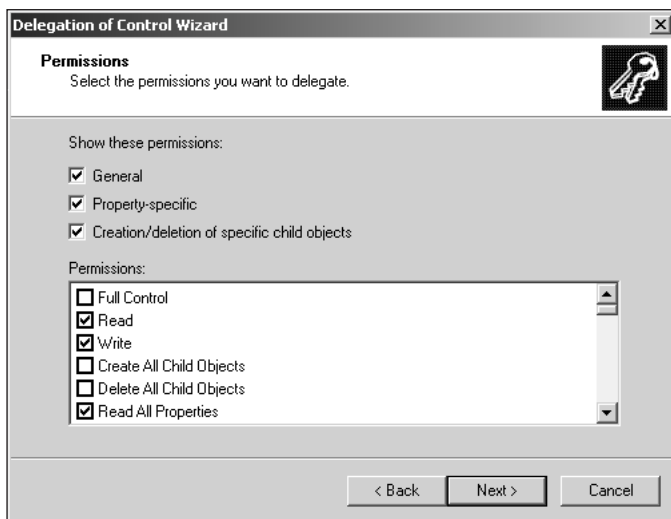 Delegation of Control Wizard
Permissions
Select the permissions you want to delegate.
Show these permissions:
General
Property-specific
Creation/deletion of specific child objects
Permissions:
Full Control
Read
Write
Create All Child Objects
Delete All Child Objects
Read All Properties
< Back Next > Cancel